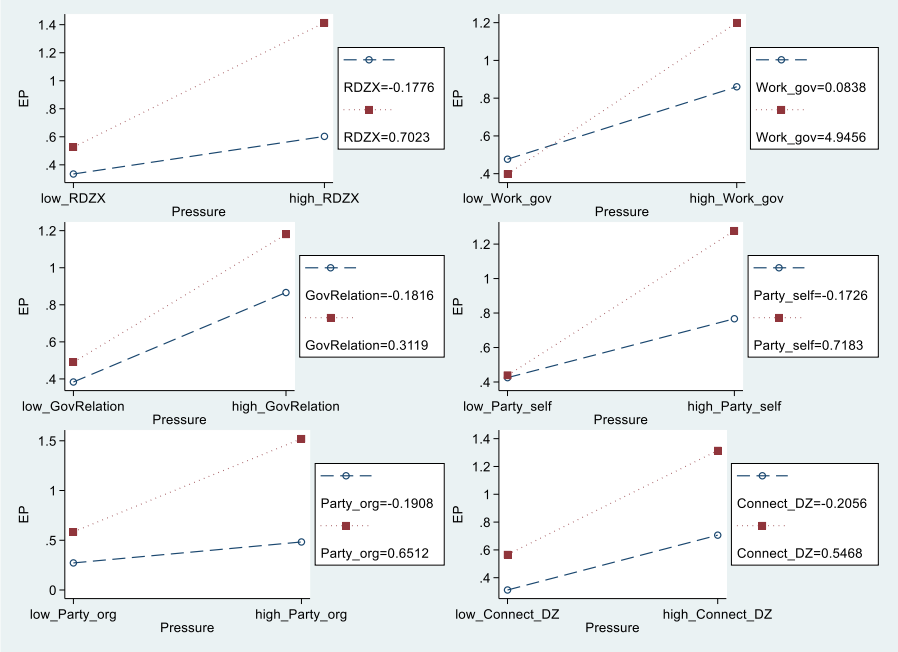 1.4
1.2
1
.8
.6
.4
EP
low_RDZX
high_RDZX
Pressure
RDZX=-0.1776
RDZX=0.7023
1.2
1
.8
.6
.4
EP
low_Work_gov
high_Work_gov
Pressure
Work_gov=0.0838
Work_gov=4.9456
1.2
1
.8
.6
.4
EP
low_GovRelation
high_GovRelation
Pressure
GovRelation=-0.1816
GovRelation=0.3119
1.2
1
.8
.6
.4
EP
low_Party_self
high_Party_self
Pressure
Party_self=-0.1726
Party_self=0.7183
1.5
1
.5
0
EP
low_Party_org
high_Party_org
Pressure
Party_org=-0.1908
Party_org=0.6512
1.4
1.2
1
.8
.6
.4
EP
low_Connect_DZ
high_Connect_DZ
Pressure
Connect_DZ=-0.2056
Connect_DZ=0.5468